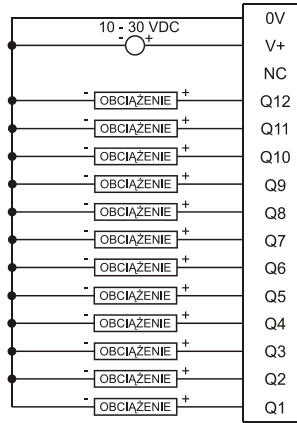 0V
10 - 30 VDC
- + V+
NC
- OBCIĄŻENIE + Q12
- OBCIĄŻENIE + Q11
- OBCIĄŻENIE + Q10
- OBCIĄŻENIE + Q9
- OBCIĄŻENIE + Q8
- OBCIĄŻENIE + Q7
- OBCIĄŻENIE + Q6
- OBCIĄŻENIE + Q5
- OBCIĄŻENIE + Q4
- OBCIĄŻENIE + Q3
- OBCIĄŻENIE + Q2
- OBCIĄŻENIE + Q1